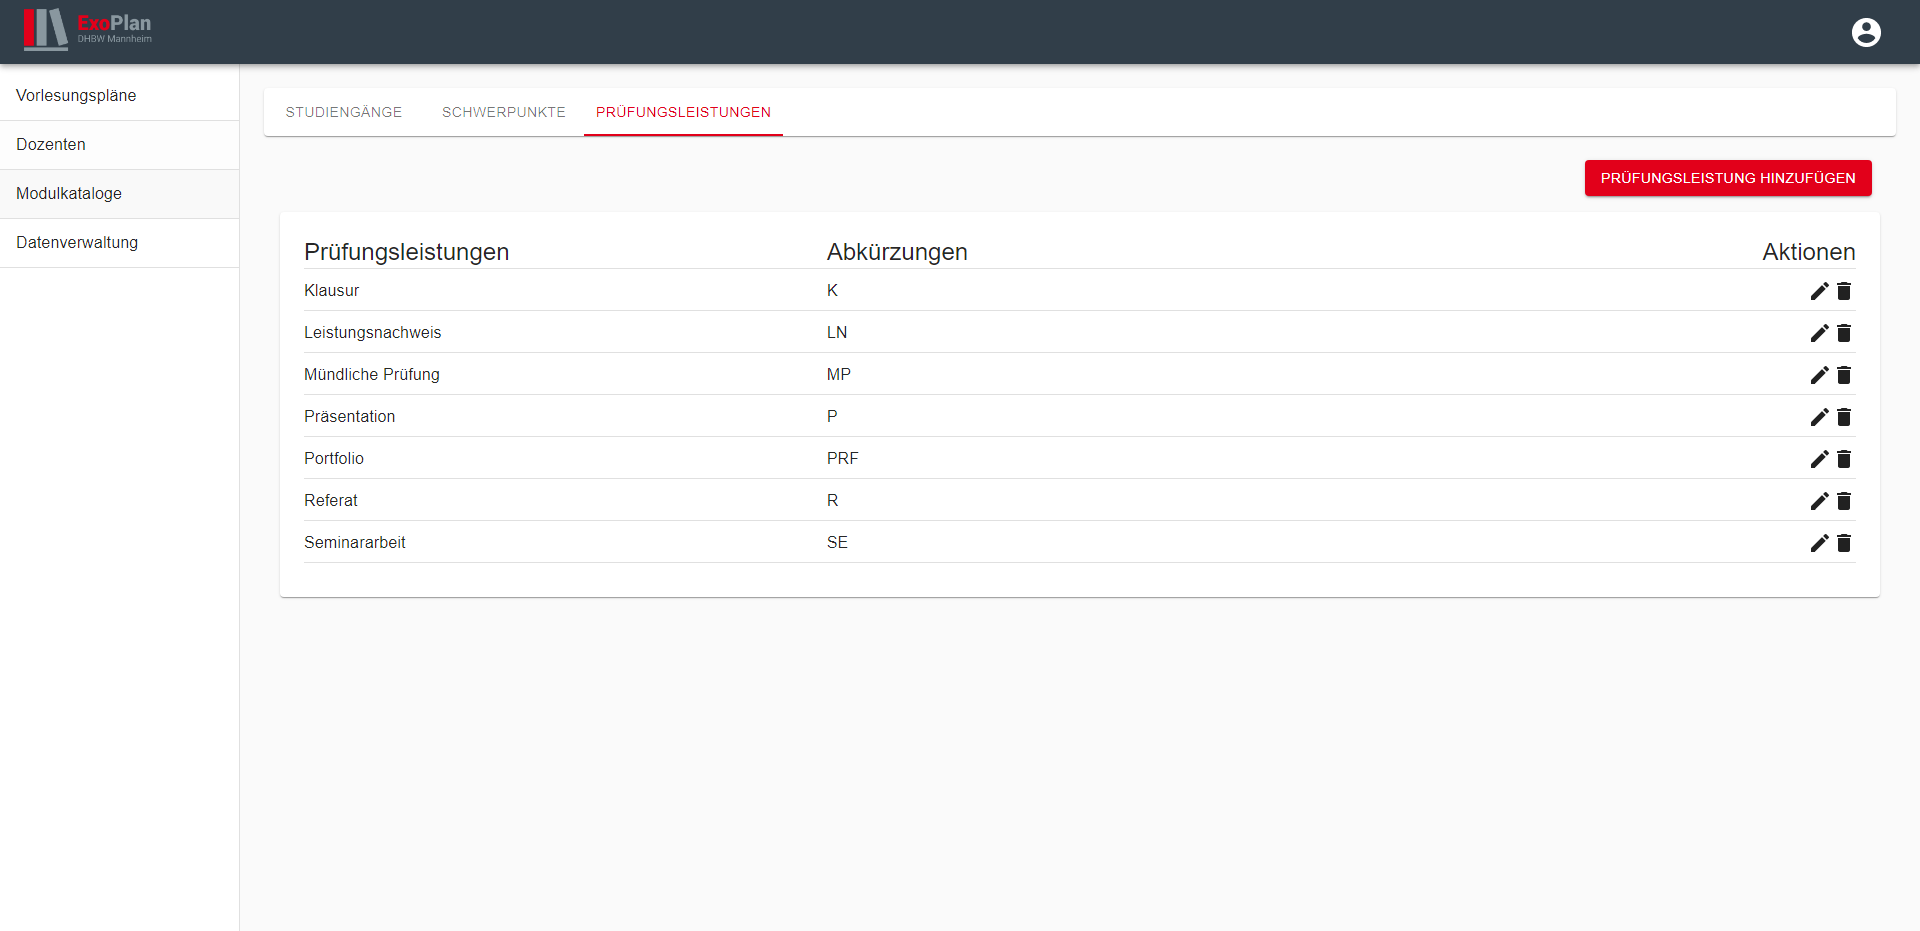 ExoPlan
DHBW Mannheim
Vorlesungspläne
Dozenten
Modulkataloge
Datenverwaltung
STUDIENGÄNGE SCHWERPUNKTE PRÜFUNGSLEISTUNGEN
PRÜFUNGSLEISTUNG HINZUFÜGEN
Prüfungsleistungen Abkürzungen Aktionen
Klausur K
Leistungsnachweis LN
Mündliche Prüfung MP
Präsentation P
Portfolio PRF
Referat R
Seminararbeit SE